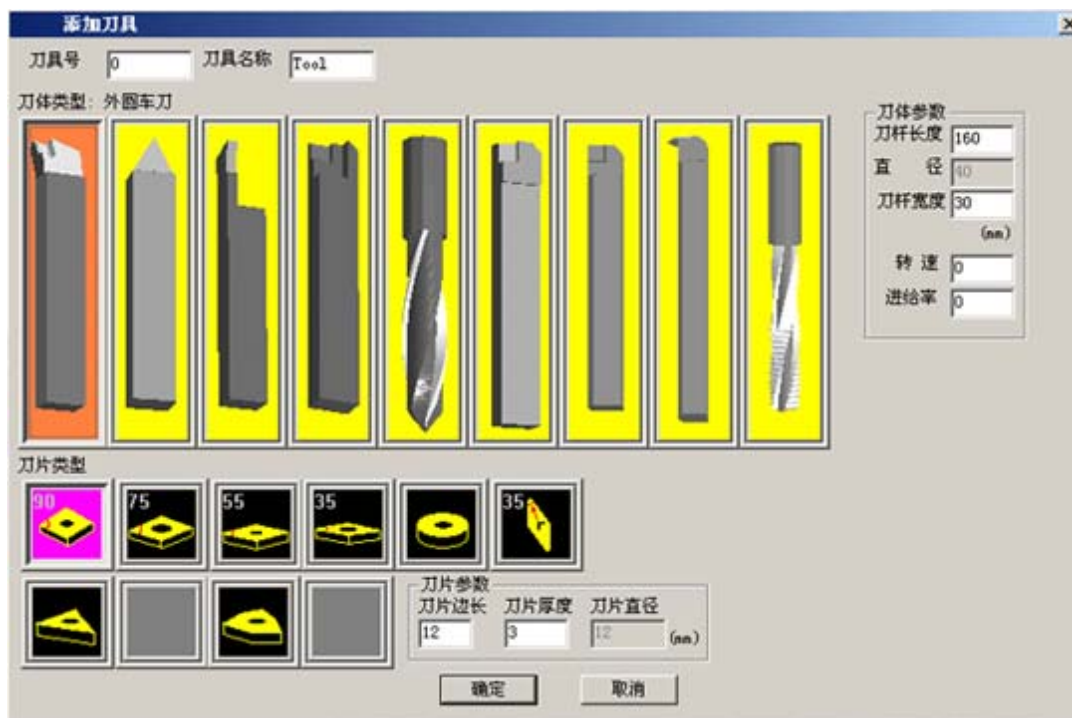 添加刀具
刀具号 0 刀具名称 Tool
刀体类型: 外圆车刀
刀体参数
刀杆长度 160
直 径 40
刀杆宽度 30
(mm)
转 速 0
进给率 0
刀片类型
90 75 55 35 35
刀片参数
刀片边长 刀片厚度 刀片直径
12 3 12 (mm)
确定 取消